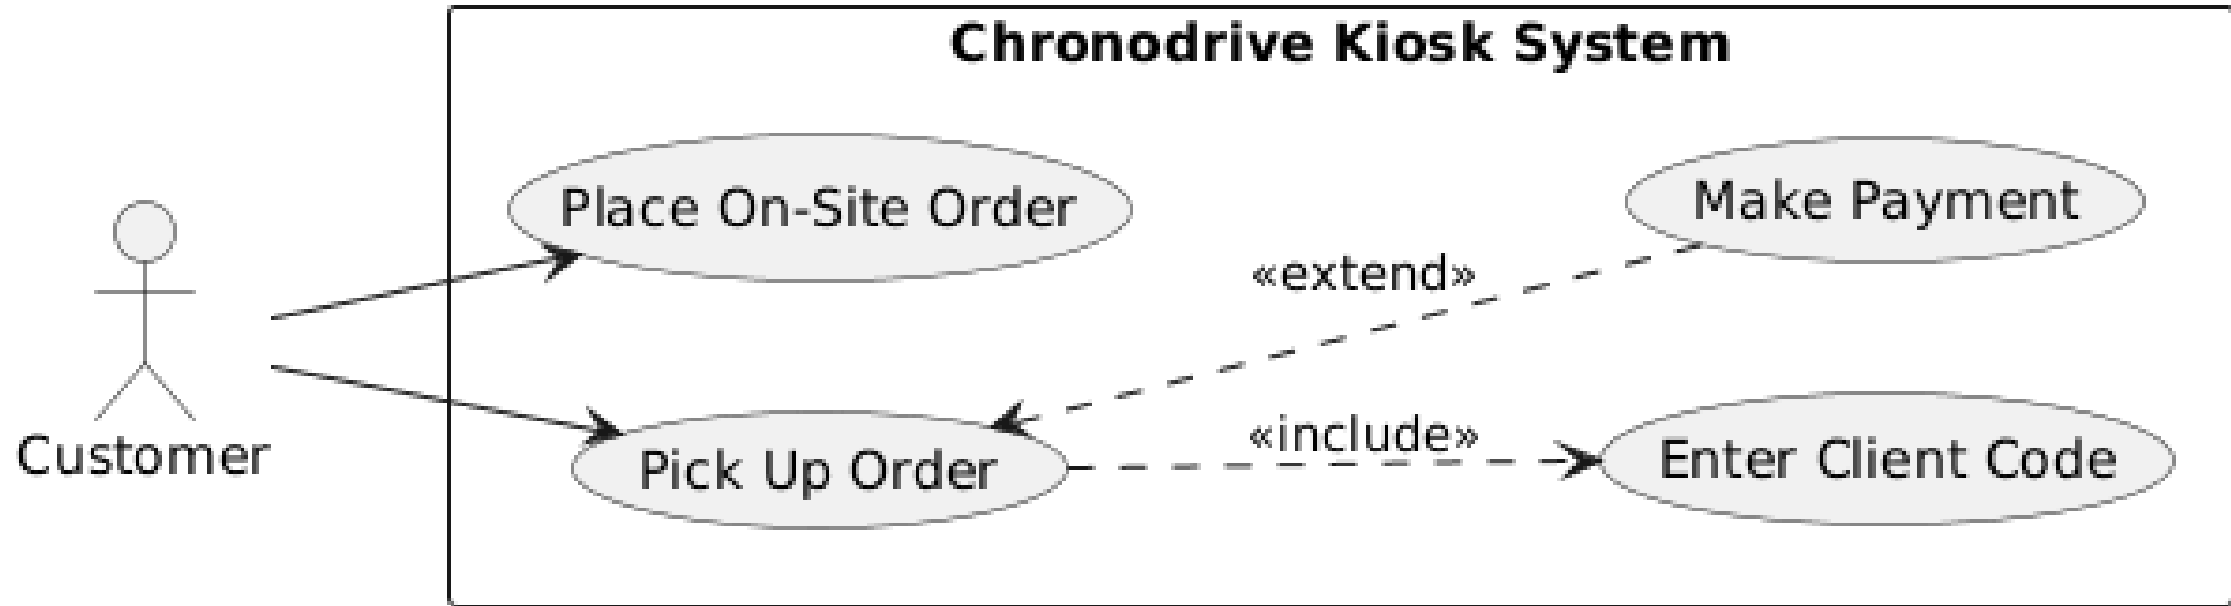 Chronodrive Kiosk System
Place On-Site Order
Make Payment
«extend»
«include»
Customer
Pick Up Order
Enter Client Code